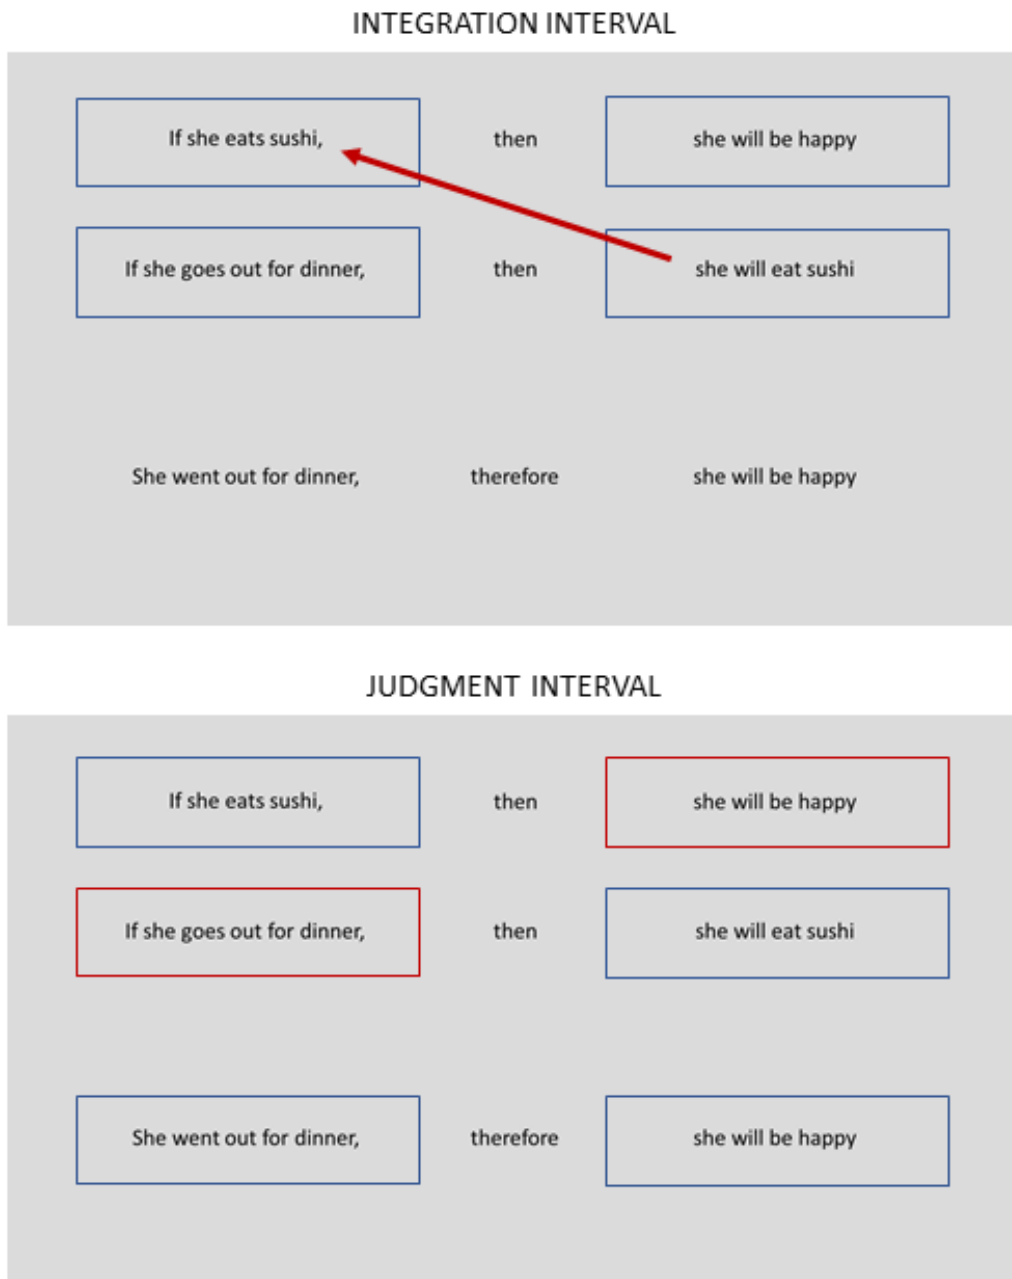 INTEGRATION INTERVAL
If she eats sushi, then she will be happy
If she goes out for dinner, then she will eat sushi
She went out for dinner, therefore she will be happy
JUDGMENT INTERVAL
If she eats sushi, then she will be happy
If she goes out for dinner, then she will eat sushi
She went out for dinner, therefore she will be happy